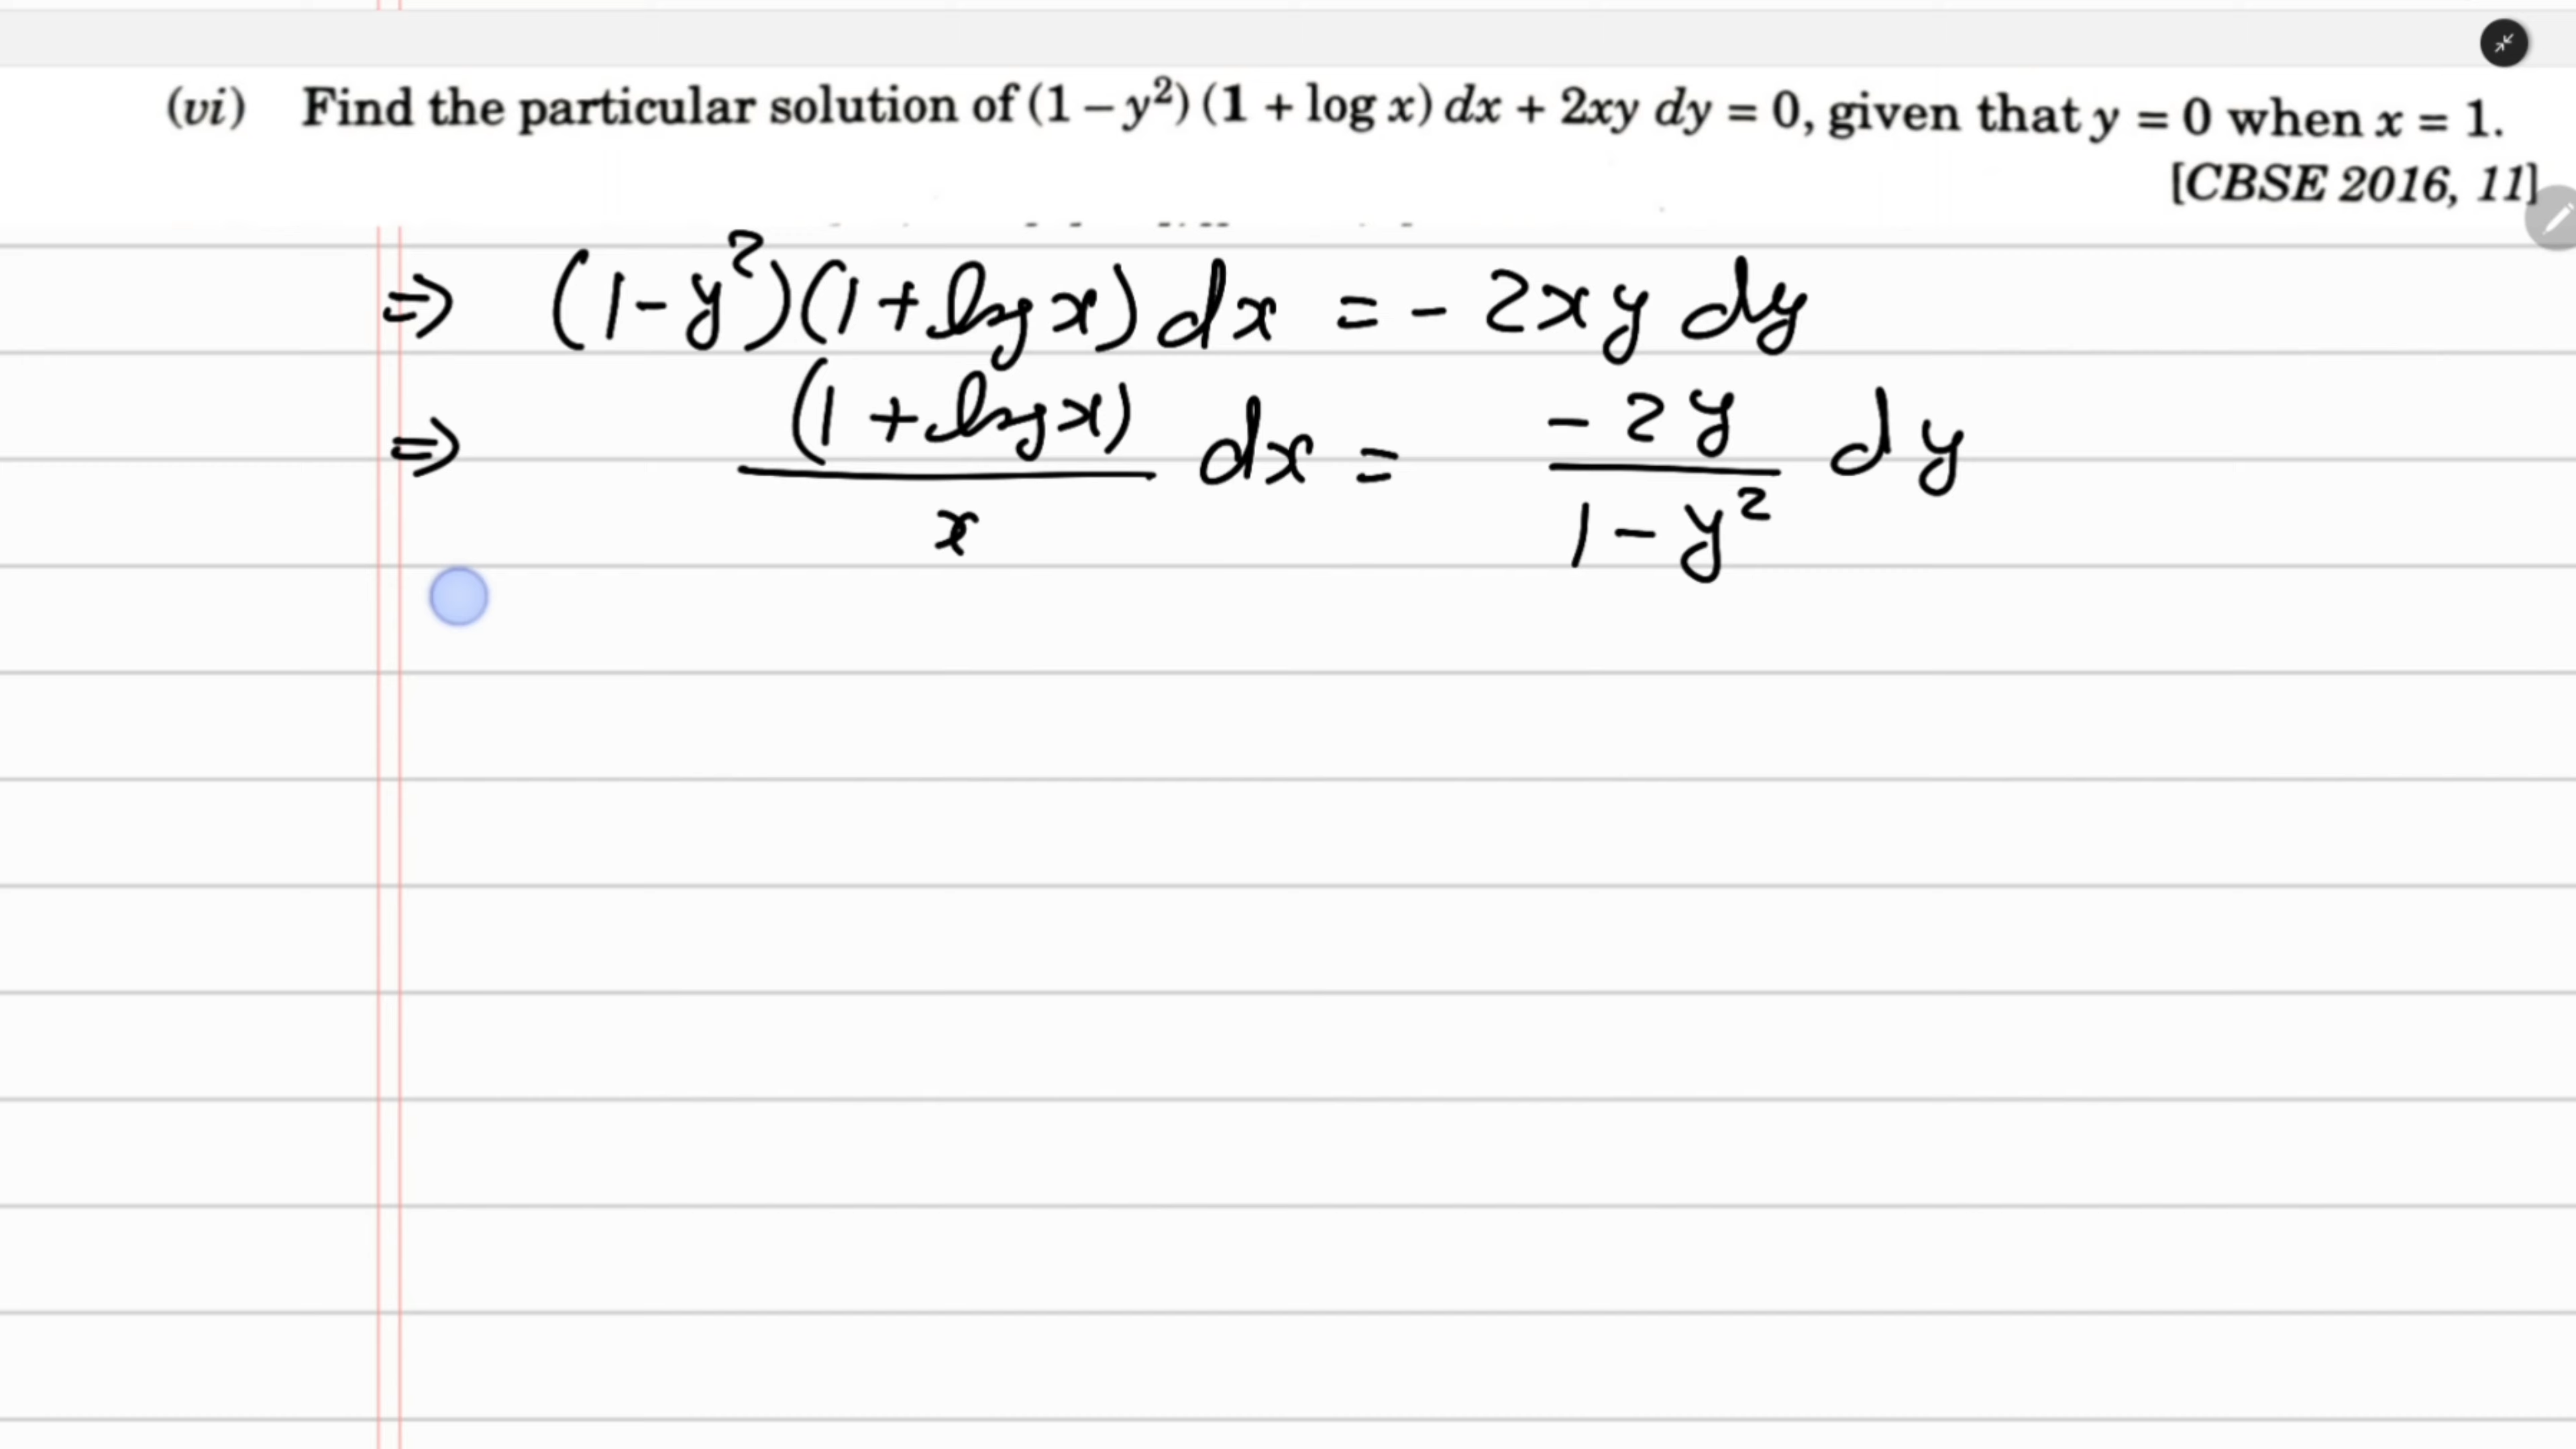 (vi) Find the particular solution of (1 – y²) (1 + log x) dx + 2xy dy = 0, given that y = 0 when x = 1.
[CBSE 2016, 11]
⇒ (1-y²)(1+log x) dx = - 2xy dy
⇒ (1+log x)/x dx = -2y/(1-y²) dy